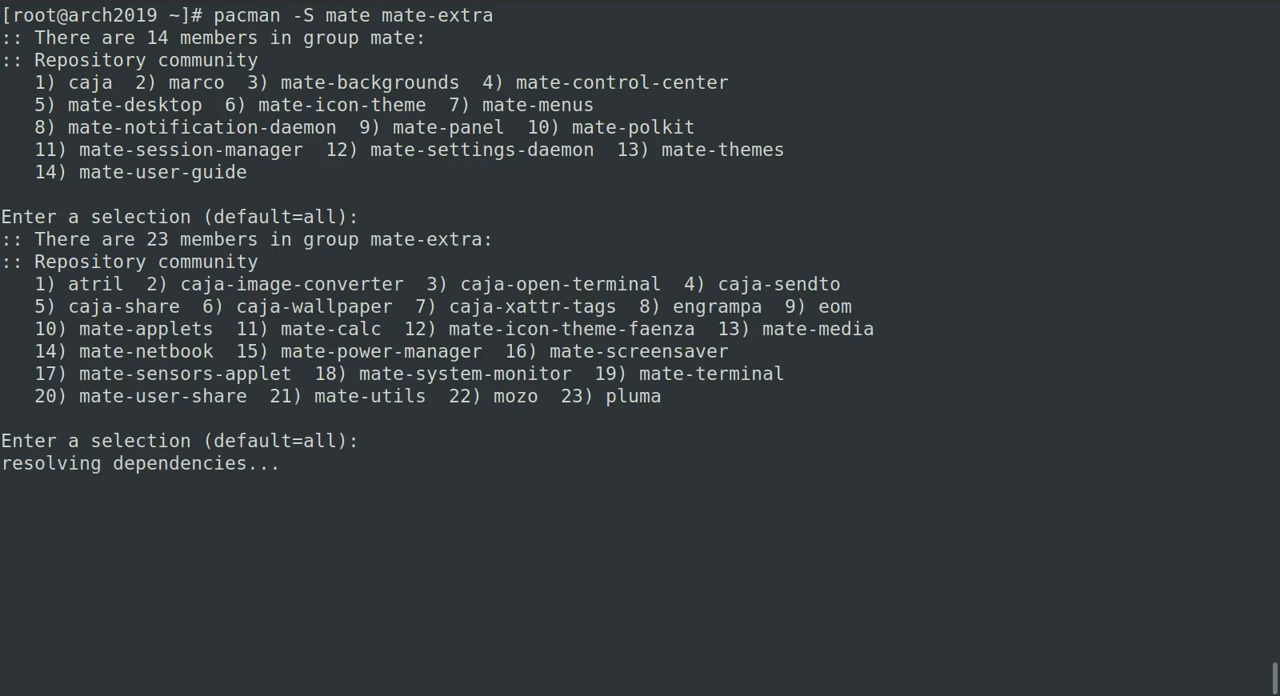 [root@arch2019 ~]# pacman -S mate mate-extra
:: There are 14 members in group mate:
:: Repository community
   1) caja  2) marco  3) mate-backgrounds  4) mate-control-center
   5) mate-desktop  6) mate-icon-theme  7) mate-menus
   8) mate-notification-daemon  9) mate-panel  10) mate-polkit
   11) mate-session-manager  12) mate-settings-daemon  13) mate-themes
   14) mate-user-guide

Enter a selection (default=all):
:: There are 23 members in group mate-extra:
:: Repository community
   1) atril  2) caja-image-converter  3) caja-open-terminal  4) caja-sendto
   5) caja-share  6) caja-wallpaper  7) caja-xattr-tags  8) engrampa  9) eom
   10) mate-applets  11) mate-calc  12) mate-icon-theme-faenza  13) mate-media
   14) mate-netbook  15) mate-power-manager  16) mate-screensaver
   17) mate-sensors-applet  18) mate-system-monitor  19) mate-terminal
   20) mate-user-share  21) mate-utils  22) mozo  23) pluma

Enter a selection (default=all):
resolving dependencies...